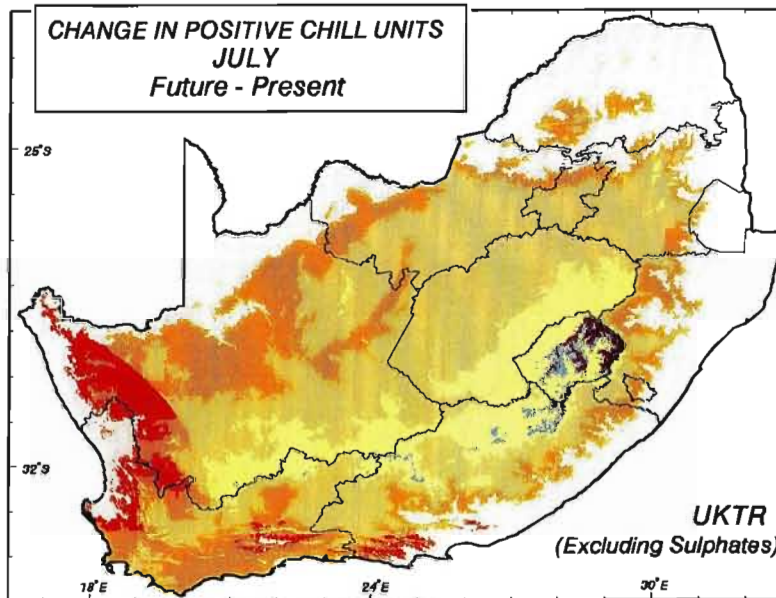 CHANGE IN POSITIVE CHILL UNITS
JULY
Future - Present
25°S
32°S
UKTR
(Excluding Sulphates)
18°E
24°E
30°E